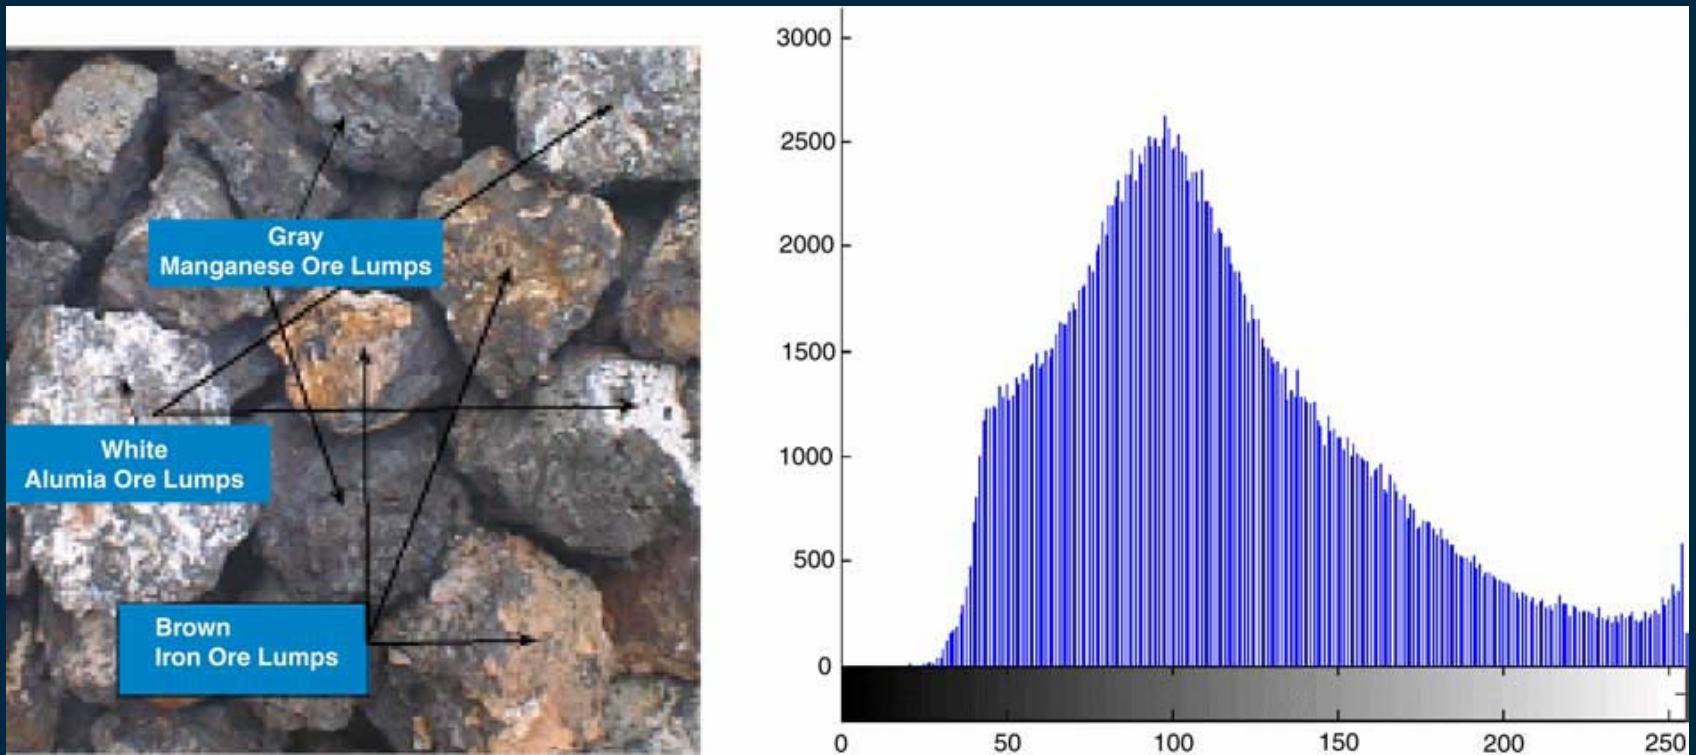 Gray
Manganese Ore Lumps
White
Alumia Ore Lumps
Brown
Iron Ore Lumps
3000
2500
2000
1500
1000
500
0
0 50 100 150 200 250